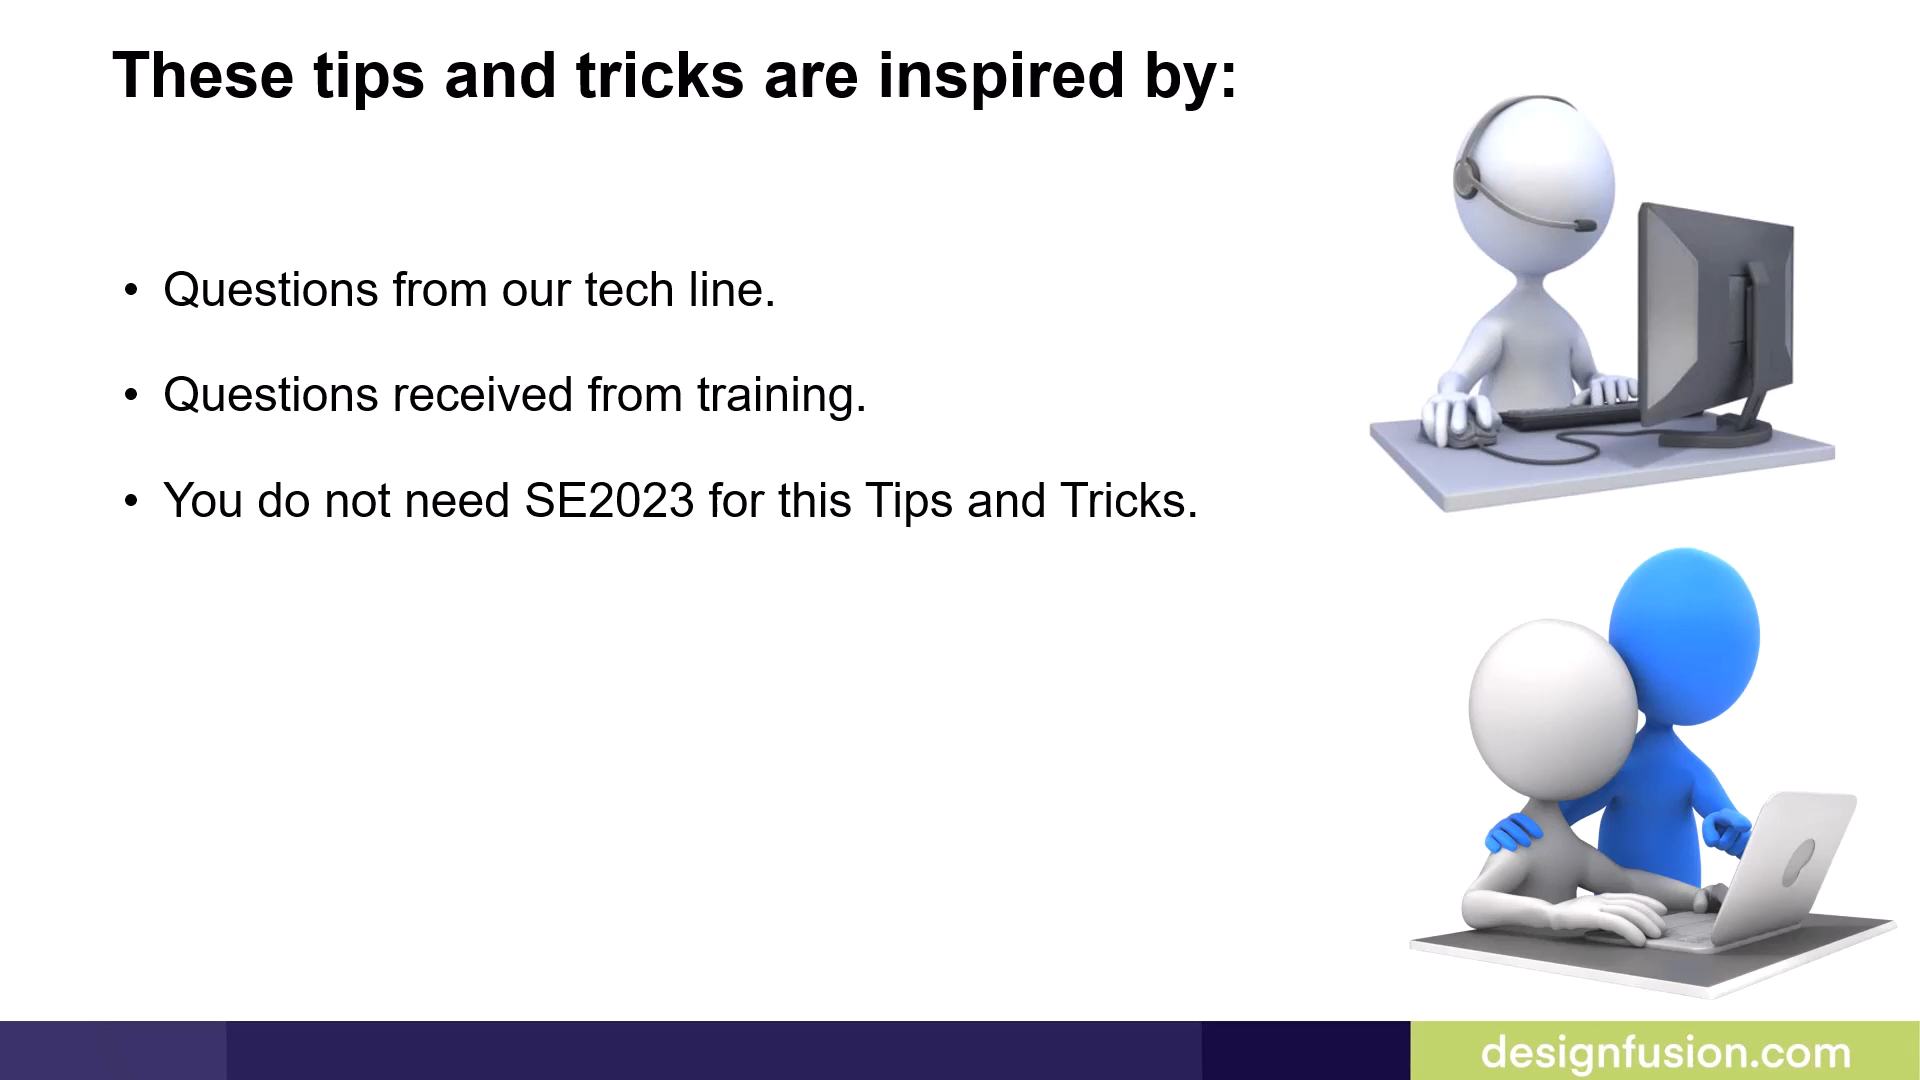 These tips and tricks are inspired by:
• Questions from our tech line.
• Questions received from training.
• You do not need SE2023 for this Tips and Tricks.
designfusion.com